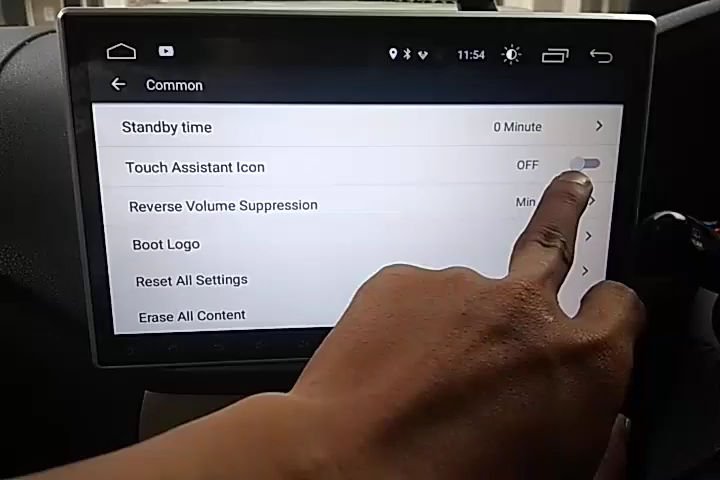 11:54
Common
Standby time 0 Minute
Touch Assistant Icon OFF
Reverse Volume Suppression Min
Boot Logo
Reset All Settings
Erase All Content